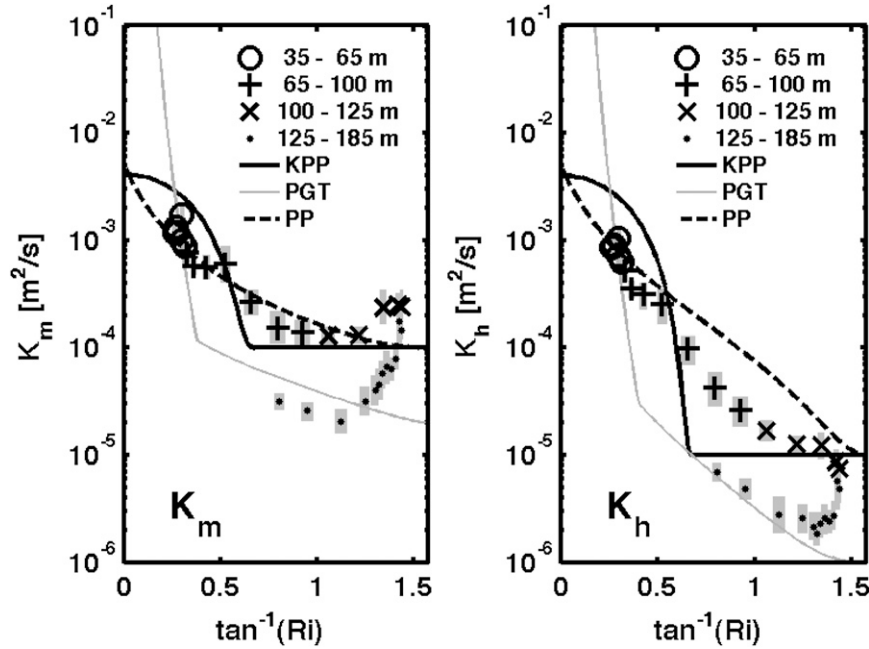 10⁻¹
10⁻²
10⁻³
10⁻⁴
10⁻⁵
10⁻⁶
K_m [m²/s]
35 - 65 m
65 - 100 m
100 - 125 m
125 - 185 m
KPP
PGT
PP
K_m
0 0.5 1 1.5
tan⁻¹(Ri)
10⁻¹
10⁻²
10⁻³
10⁻⁴
10⁻⁵
10⁻⁶
K_h [m²/s]
35 - 65 m
65 - 100 m
100 - 125 m
125 - 185 m
KPP
PGT
PP
K_h
0 0.5 1 1.5
tan⁻¹(Ri)